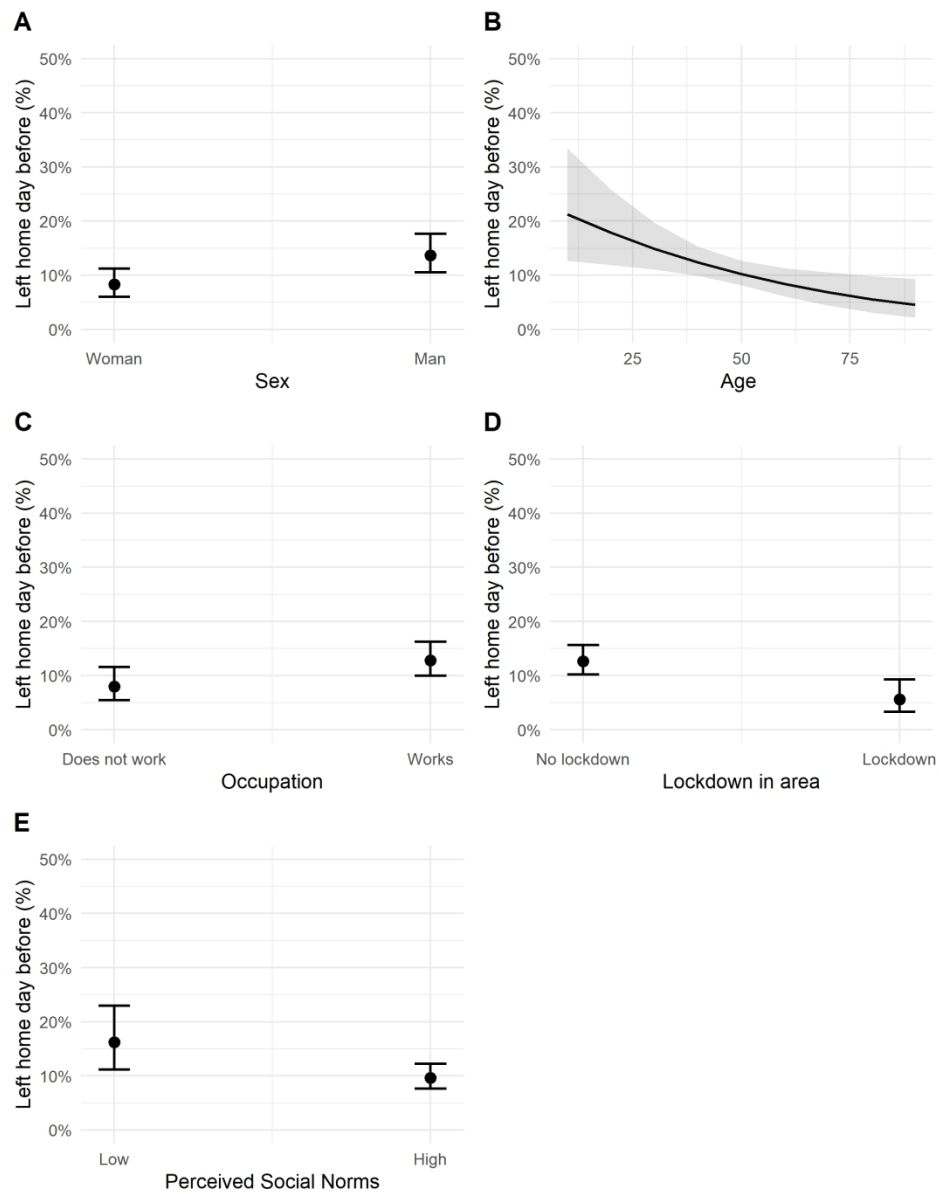 A
Left home day before (%)
50%
40%
30%
20%
10%
0%
Woman
Man
Sex
B
Left home day before (%)
50%
40%
30%
20%
10%
0%
25
50
75
Age
C
Left home day before (%)
50%
40%
30%
20%
10%
0%
Does not work
Works
Occupation
D
Left home day before (%)
50%
40%
30%
20%
10%
0%
No lockdown
Lockdown
Lockdown in area
E
Left home day before (%)
50%
40%
30%
20%
10%
0%
Low
High
Perceived Social Norms